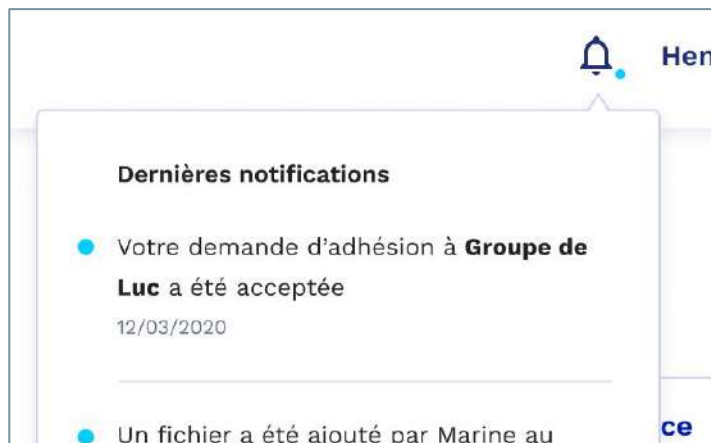 Hen
Dernières notifications
Votre demande d’adhésion à Groupe de
Luc a été acceptée
12/03/2020
Un fichier a été ajouté par Marine au
ce